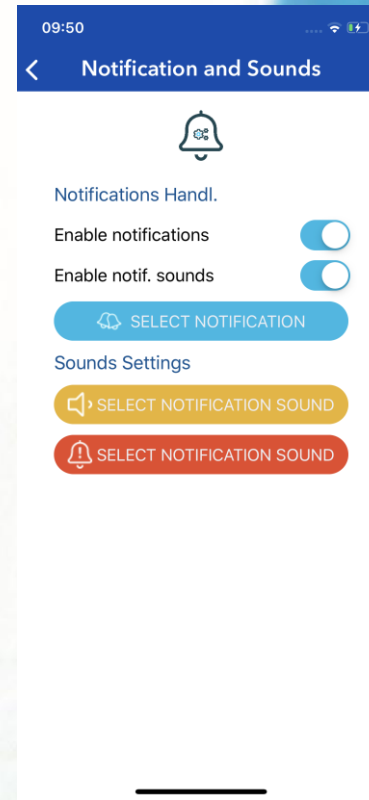 09:50
Notification and Sounds
Notifications Handl.
Enable notifications
Enable notif. sounds
SELECT NOTIFICATION
Sounds Settings
SELECT NOTIFICATION SOUND
SELECT NOTIFICATION SOUND